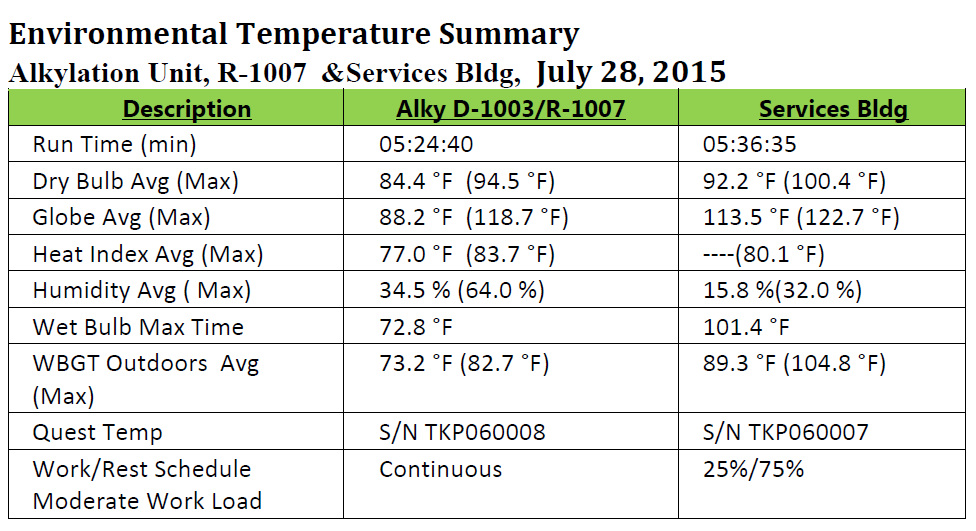 Environmental Temperature Summary
Alkylation Unit, R-1007  &Services Bldg,  July 28, 2015
Description Alky D-1003/R-1007 Services Bldg
Run Time (min) 05:24:40 05:36:35
Dry Bulb Avg (Max) 84.4 °F  (94.5 °F) 92.2 °F (100.4 °F)
Globe Avg (Max) 88.2 °F  (118.7 °F) 113.5 °F (122.7 °F)
Heat Index Avg (Max) 77.0 °F  (83.7 °F) ----(80.1 °F)
Humidity Avg ( Max) 34.5 % (64.0 %) 15.8 %(32.0 %)
Wet Bulb Max Time 72.8 °F 101.4 °F
WBGT Outdoors  Avg 73.2 °F (82.7 °F) 89.3 °F (104.8 °F)
(Max)
Quest Temp S/N TKP060008 S/N TKP060007
Work/Rest Schedule Continuous 25%/75%
Moderate Work Load